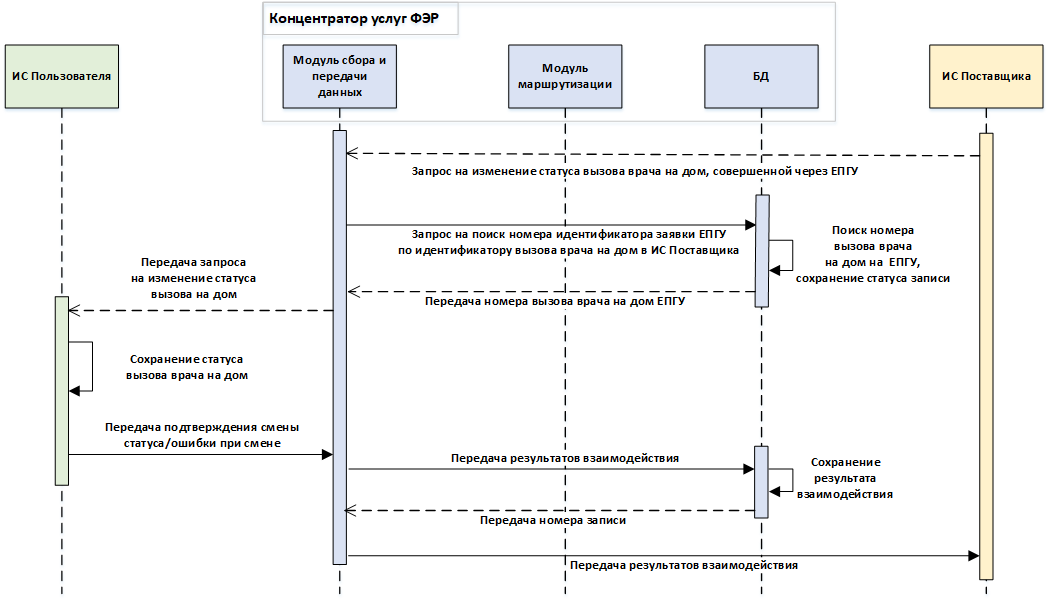 Концентратор услуг ФЭР
ИС Пользователя
Модуль сбора и
передачи
данных
Модуль
маршрутизации
БД
ИС Поставщика
Запрос на изменение статуса вызова врача на дом, совершенной через ЕПГУ
Запрос на поиск номера идентификатора заявки ЕПГУ
по идентификатору вызова врача на дом в ИС Поставщика
Поиск номера
вызова врача
на дом на ЕПГУ,
сохранение статуса записи
Передача запроса
на изменение статуса
вызова на дом
Передача номера вызова врача на дом ЕПГУ
Сохранение статуса
вызова врача на дом
Передача подтверждения смены
статуса/ошибки при смене
Передача результатов взаимодействия
Сохранение
результата
взаимодействия
Передача номера записи
Передача результатов взаимодействия